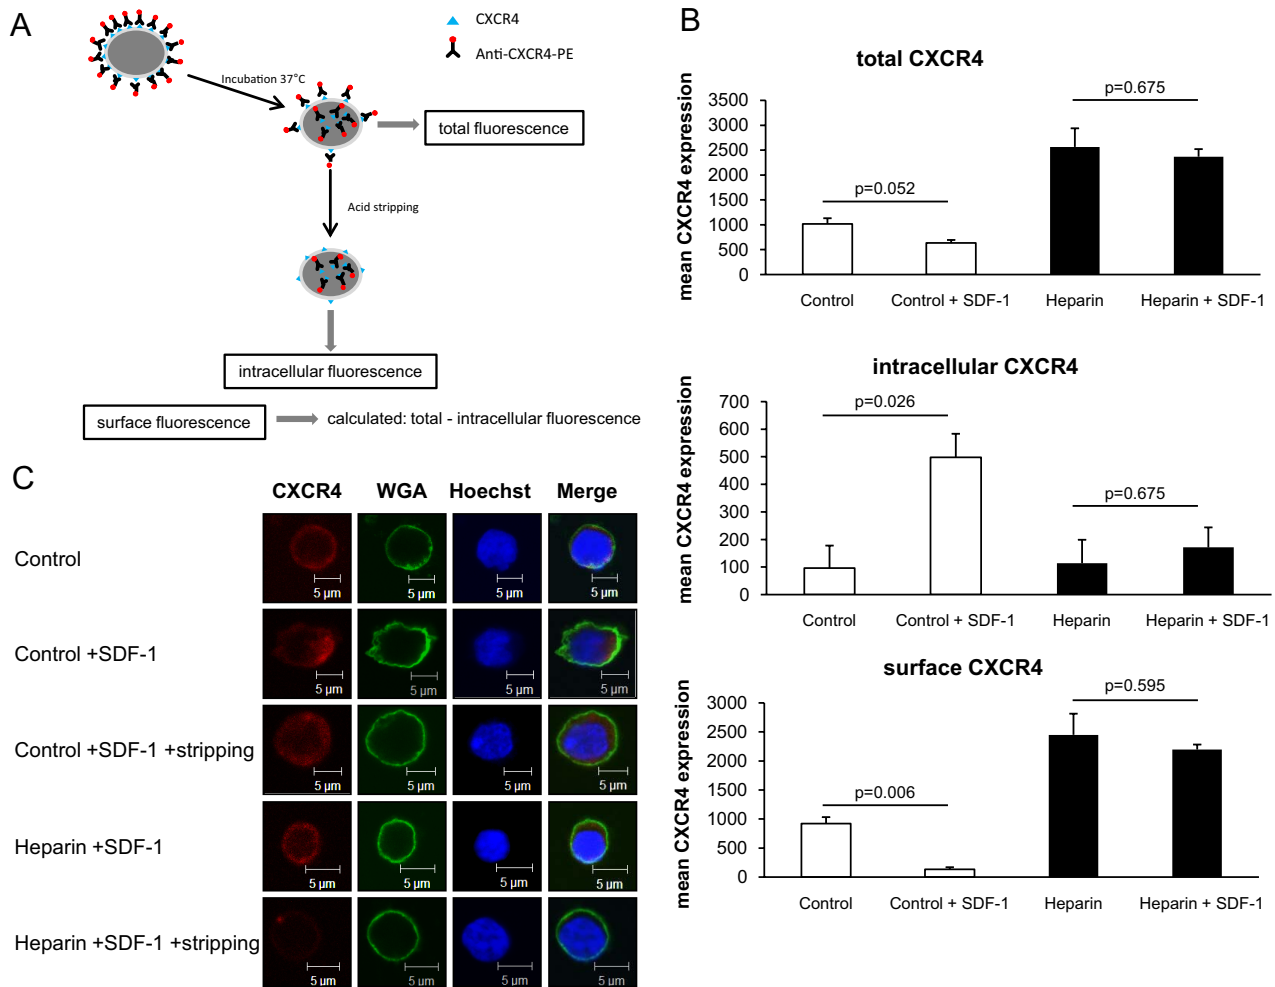 A
CXCR4
Anti-CXCR4-PE
Incubation 37°C
total fluorescence
Acid stripping
intracellular fluorescence
surface fluorescence
calculated: total - intracellular fluorescence
B
total CXCR4
mean CXCR4 expression
3500
3000
2500
2000
1500
1000
500
0
p=0.052
p=0.675
Control
Control + SDF-1
Heparin
Heparin + SDF-1
intracellular CXCR4
mean CXCR4 expression
700
600
500
400
300
200
100
0
p=0.026
p=0.675
Control
Control + SDF-1
Heparin
Heparin + SDF-1
surface CXCR4
mean CXCR4 expression
3000
2500
2000
1500
1000
500
0
p=0.006
p=0.595
Control
Control + SDF-1
Heparin
Heparin + SDF-1
C
CXCR4 WGA Hoechst Merge
Control
5 µm 5 µm 5 µm 5 µm
Control +SDF-1
5 µm 5 µm 5 µm 5 µm
Control +SDF-1 +stripping
5 µm 5 µm 5 µm 5 µm
Heparin +SDF-1
5 µm 5 µm 5 µm 5 µm
Heparin +SDF-1 +stripping
5 µm 5 µm 5 µm 5 µm